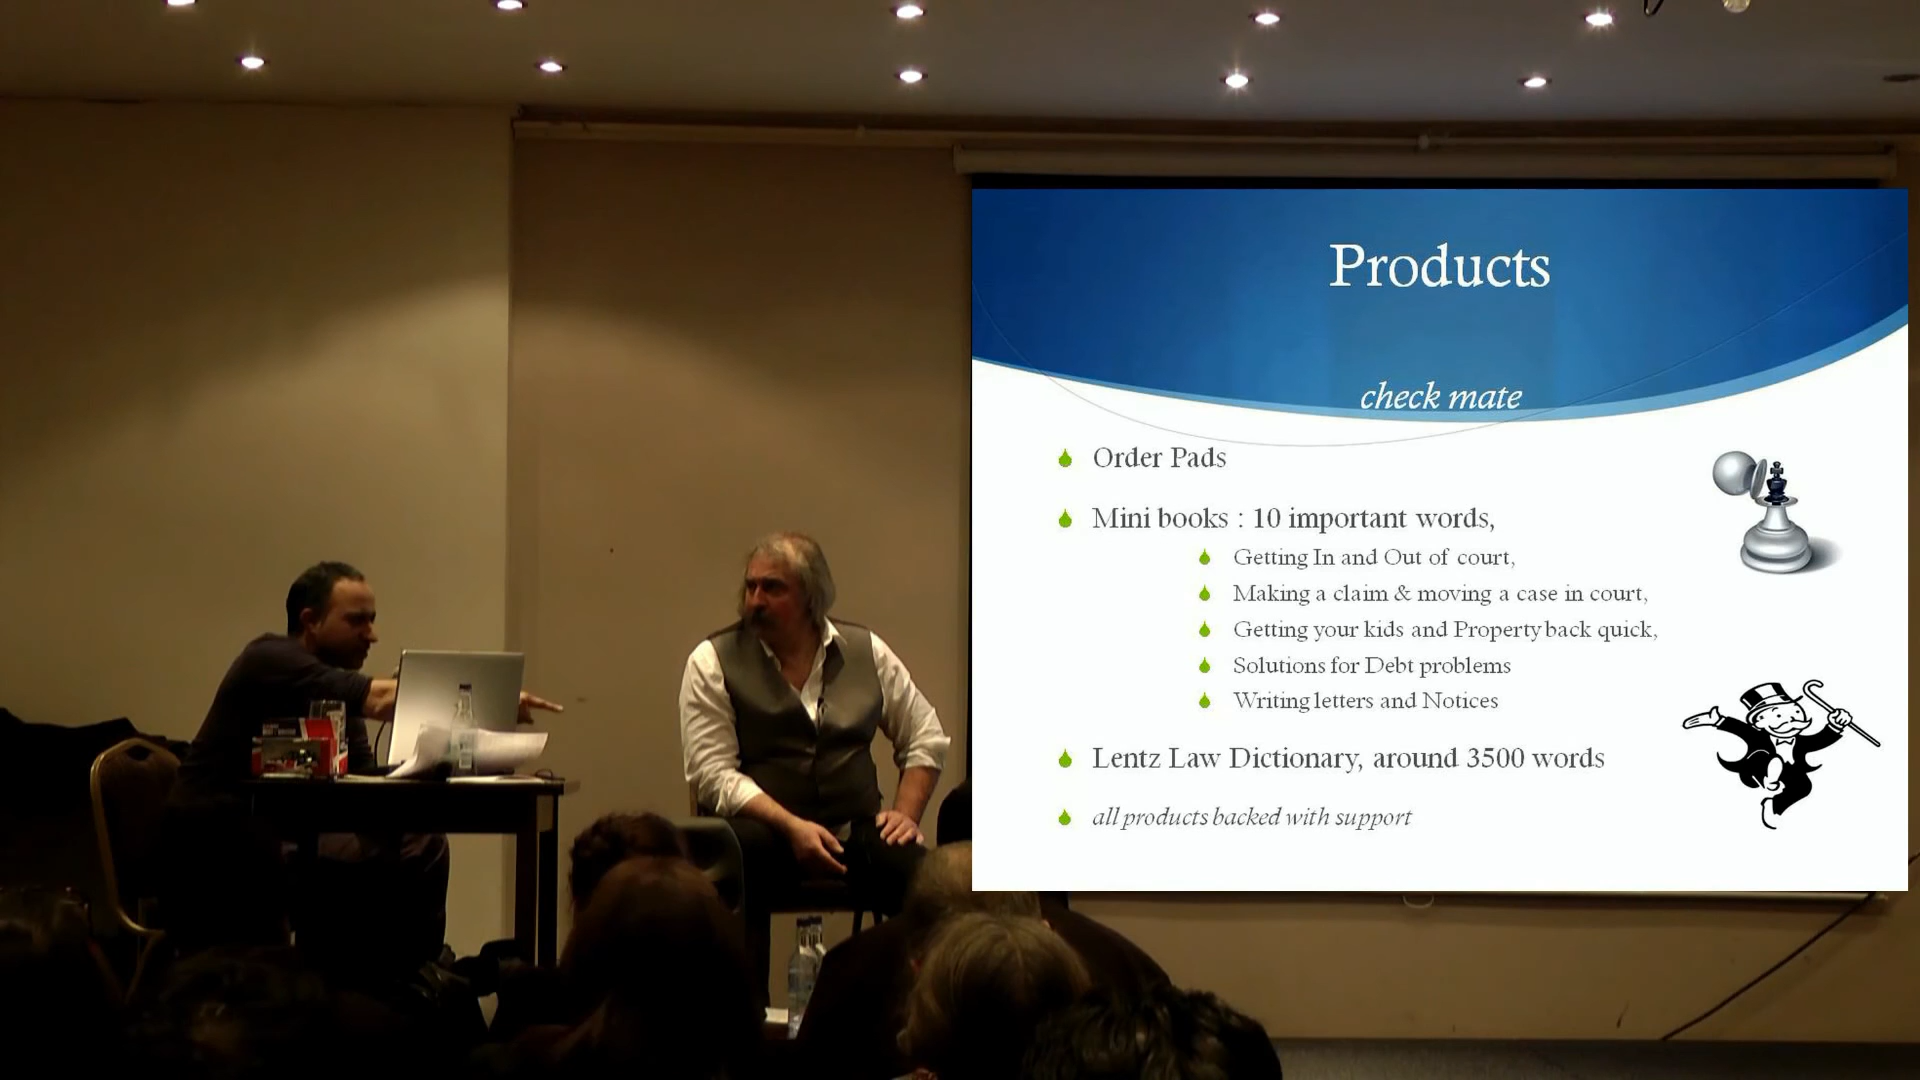 Products
check mate
Order Pads
Mini books : 10 important words,
Getting In and Out of court,
Making a claim & moving a case in court,
Getting your kids and Property back quick,
Solutions for Debt problems
Writing letters and Notices
Lentz Law Dictionary, around 3500 words
all products backed with support